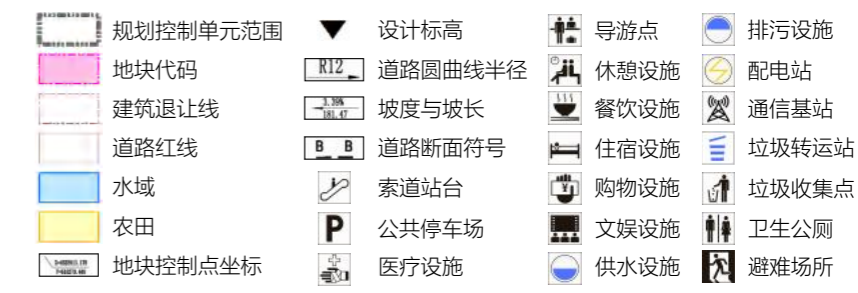 规划控制单元范围 设计标高 导游点 排污设施
地块代码 R12 道路圆曲线半径 休憩设施 配电站
建筑退让线 3.39% 181.47 坡度与坡长 餐饮设施 通信基站
道路红线 B B 道路断面符号 住宿设施 垃圾转运站
水域 索道站台 购物设施 垃圾收集点
农田 P 公共停车场 文娱设施 卫生公厕
地块控制点坐标 医疗设施 供水设施 避难场所